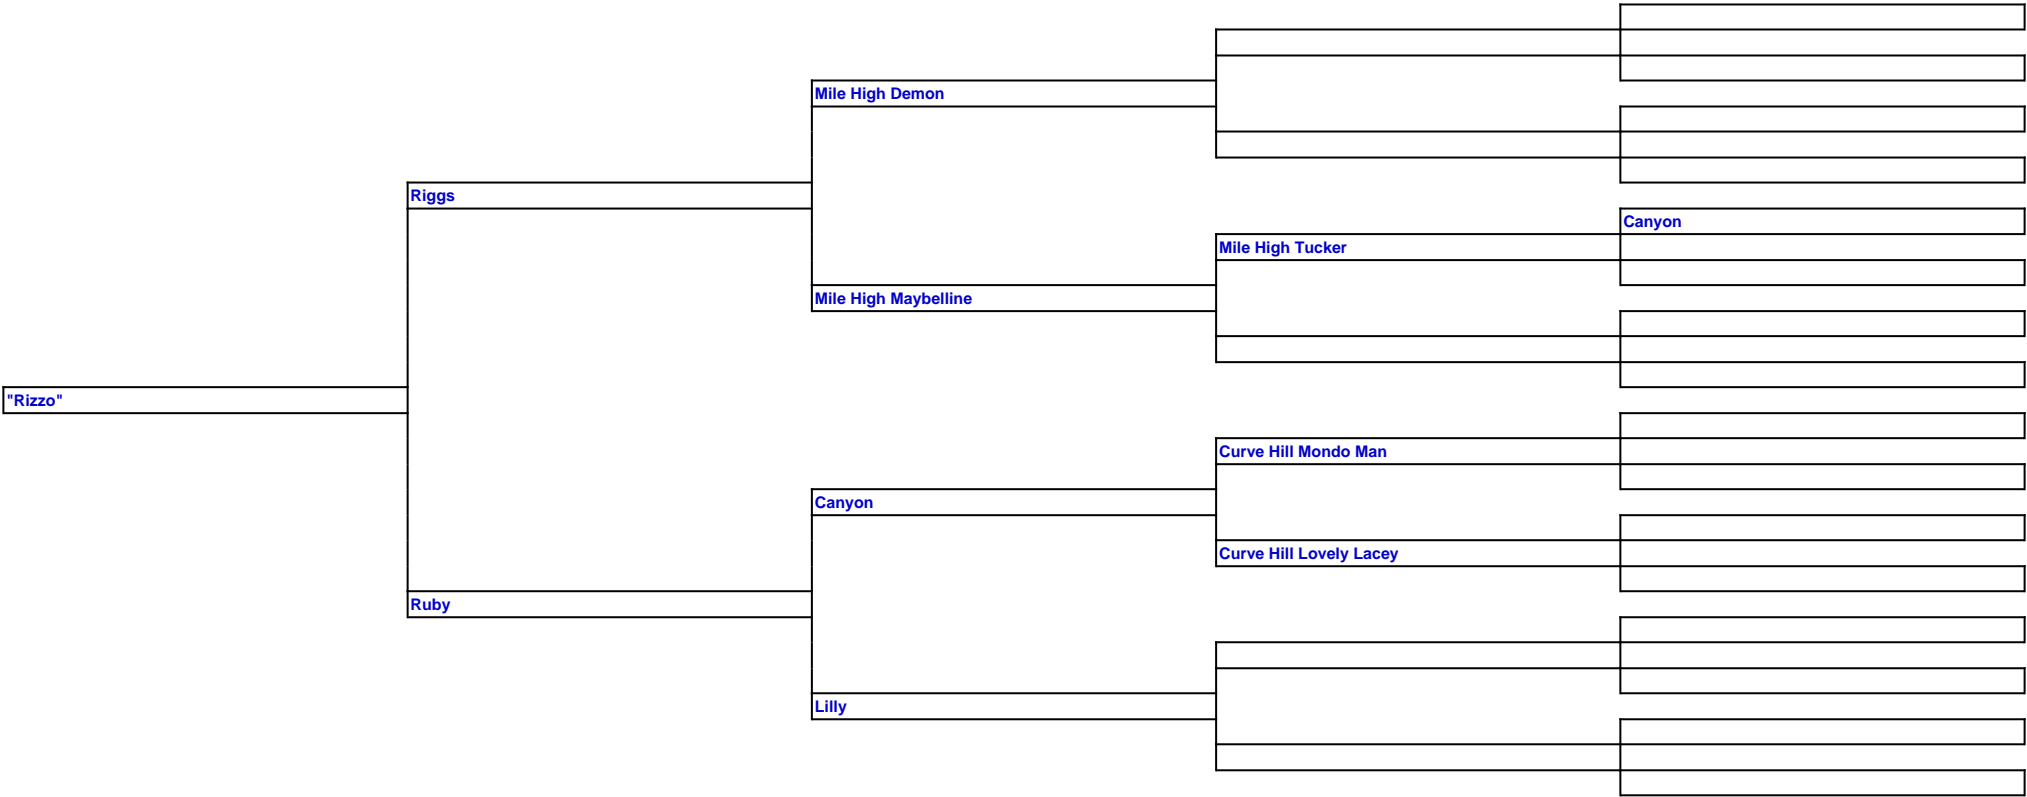 Mile High Demon
Riggs
Canyon
Mile High Tucker
Mile High Maybelline
"Rizzo"
Curve Hill Mondo Man
Canyon
Curve Hill Lovely Lacey
Ruby
Lilly